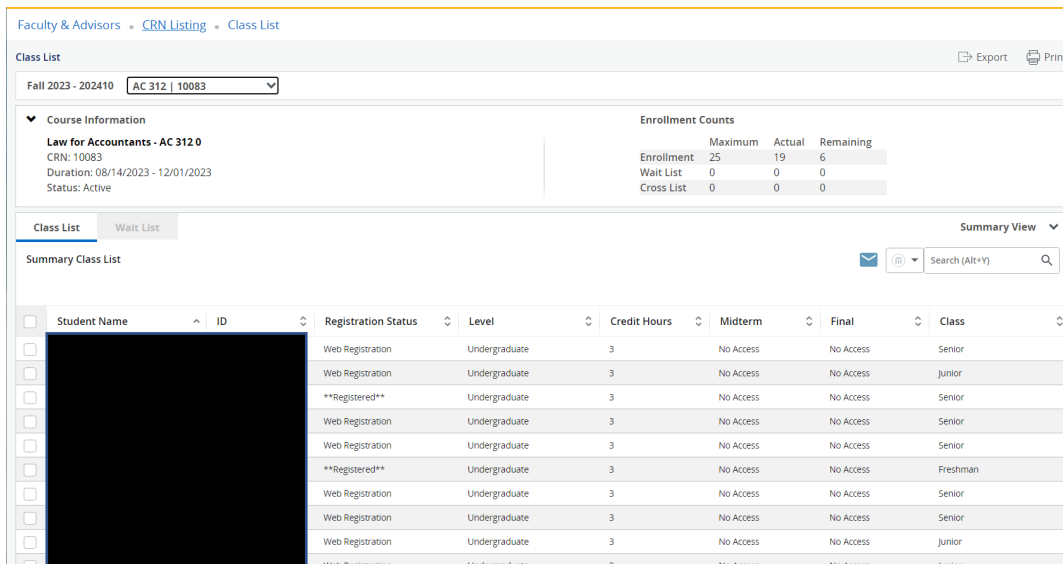 Faculty & Advisors • CRN Listing • Class List
Class List Export Prin
Fall 2023 - 202410 AC 312 | 10083
Course Information Enrollment Counts
Law for Accountants - AC 312 0 Maximum Actual Remaining
CRN: 10083 Enrollment 25 19 6
Duration: 08/14/2023 - 12/01/2023 Wait List 0 0 0
Status: Active Cross List 0 0 0
Class List Wait List Summary View
Summary Class List Search (Alt+Y)
Student Name ID Registration Status Level Credit Hours Midterm Final Class
Web Registration Undergraduate 3 No Access No Access Senior
Web Registration Undergraduate 3 No Access No Access Junior
**Registered** Undergraduate 3 No Access No Access Senior
Web Registration Undergraduate 3 No Access No Access Senior
Web Registration Undergraduate 3 No Access No Access Senior
**Registered** Undergraduate 3 No Access No Access Freshman
Web Registration Undergraduate 3 No Access No Access Senior
Web Registration Undergraduate 3 No Access No Access Senior
Web Registration Undergraduate 3 No Access No Access Junior